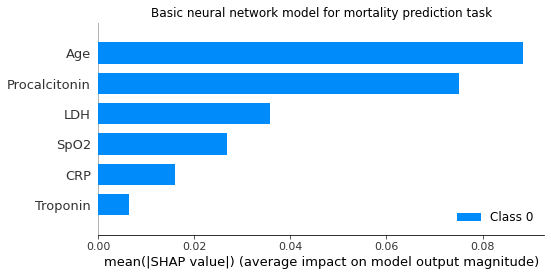 Basic neural network model for mortality prediction task
Age
Procalcitonin
LDH
SpO2
CRP
Troponin
Class 0
0.00 0.02 0.04 0.06 0.08
mean(|SHAP value|) (average impact on model output magnitude)